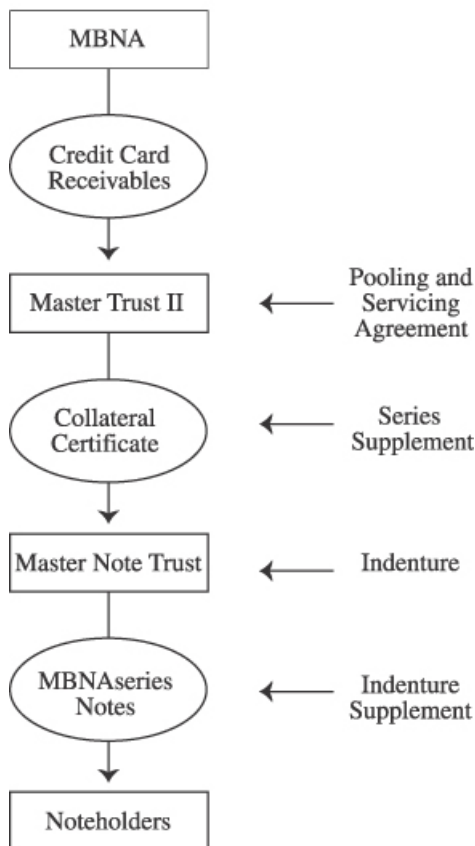 MBNA
Credit Card
Receivables
Master Trust II
Pooling and
Servicing
Agreement
Collateral
Certificate
Series
Supplement
Master Note Trust
Indenture
MBNAseries
Notes
Indenture
Supplement
Noteholders